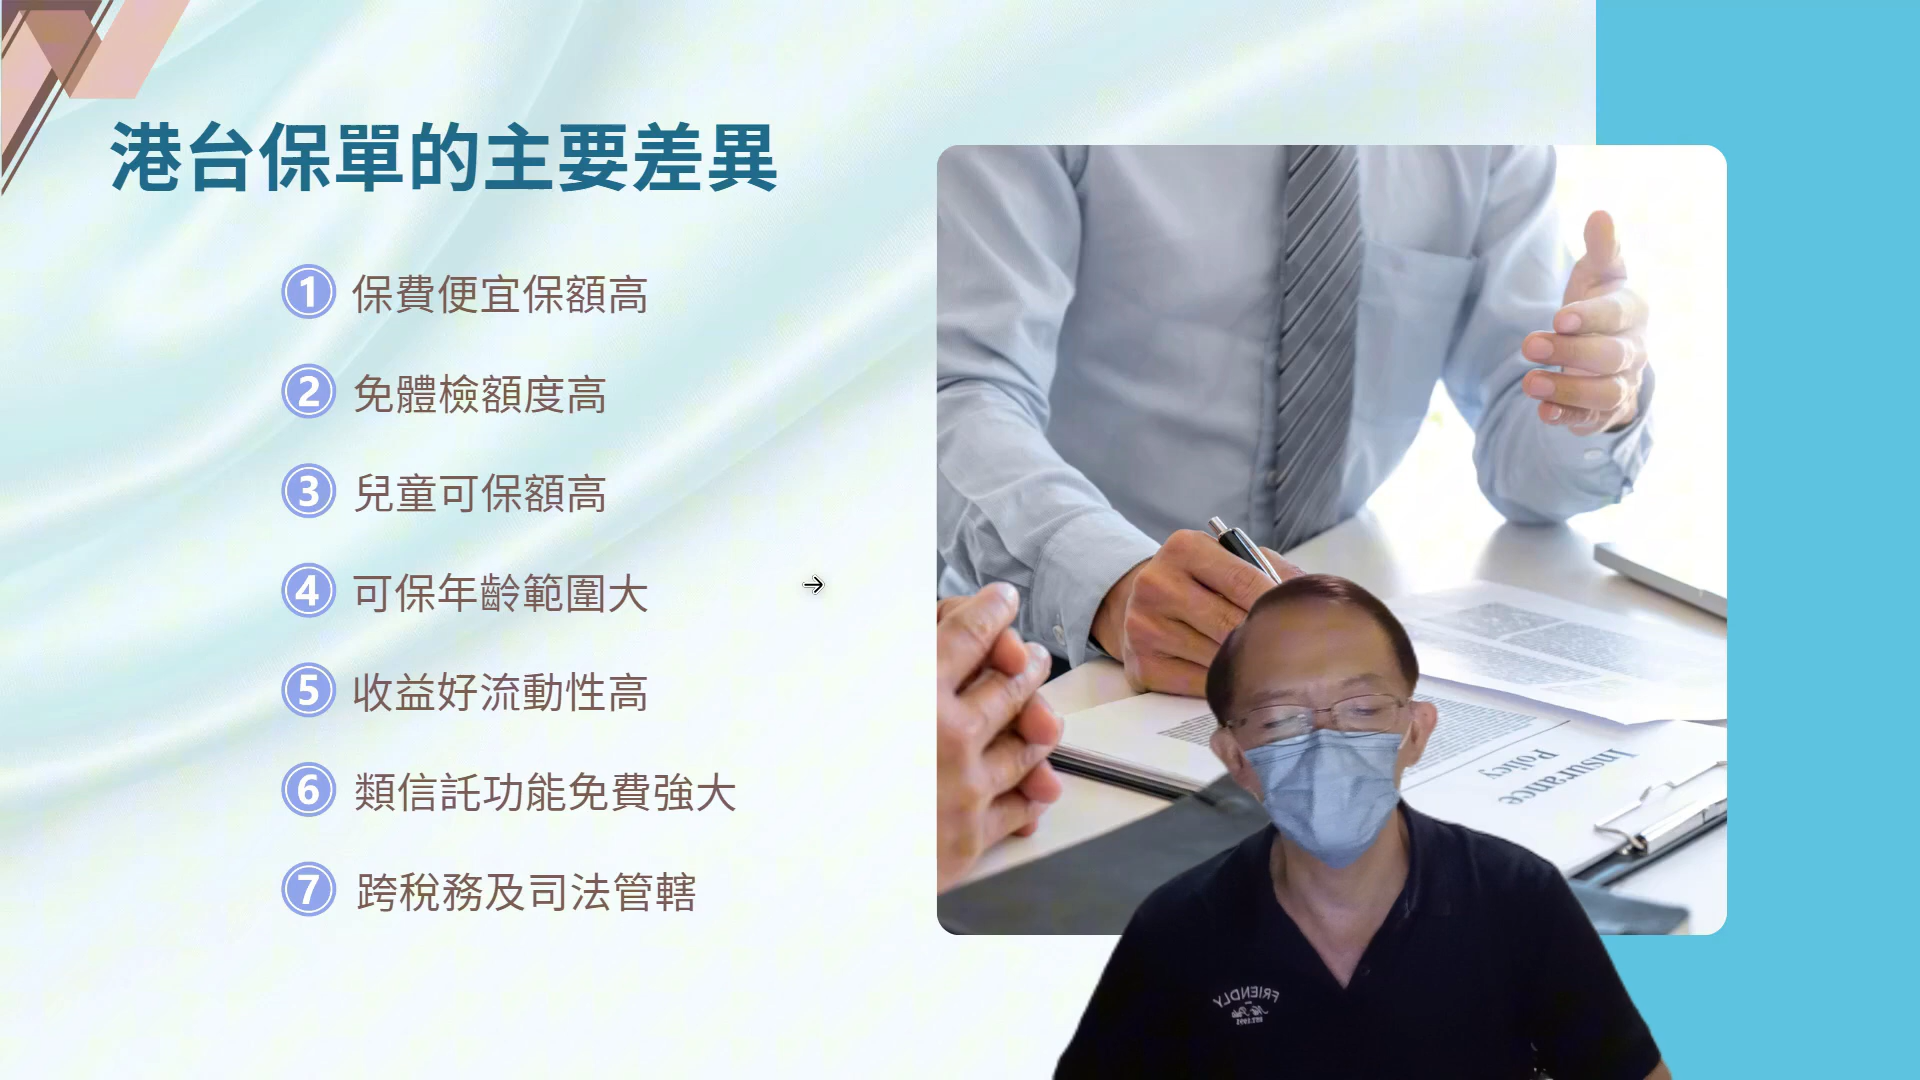 港台保單的主要差異
1 保費便宜保額高
2 免體檢額度高
3 兒童可保額高
4 可保年齡範圍大
5 收益好流動性高
6 類信託功能免費強大
7 跨稅務及司法管轄
Insurance
Policy
FRIENDLY